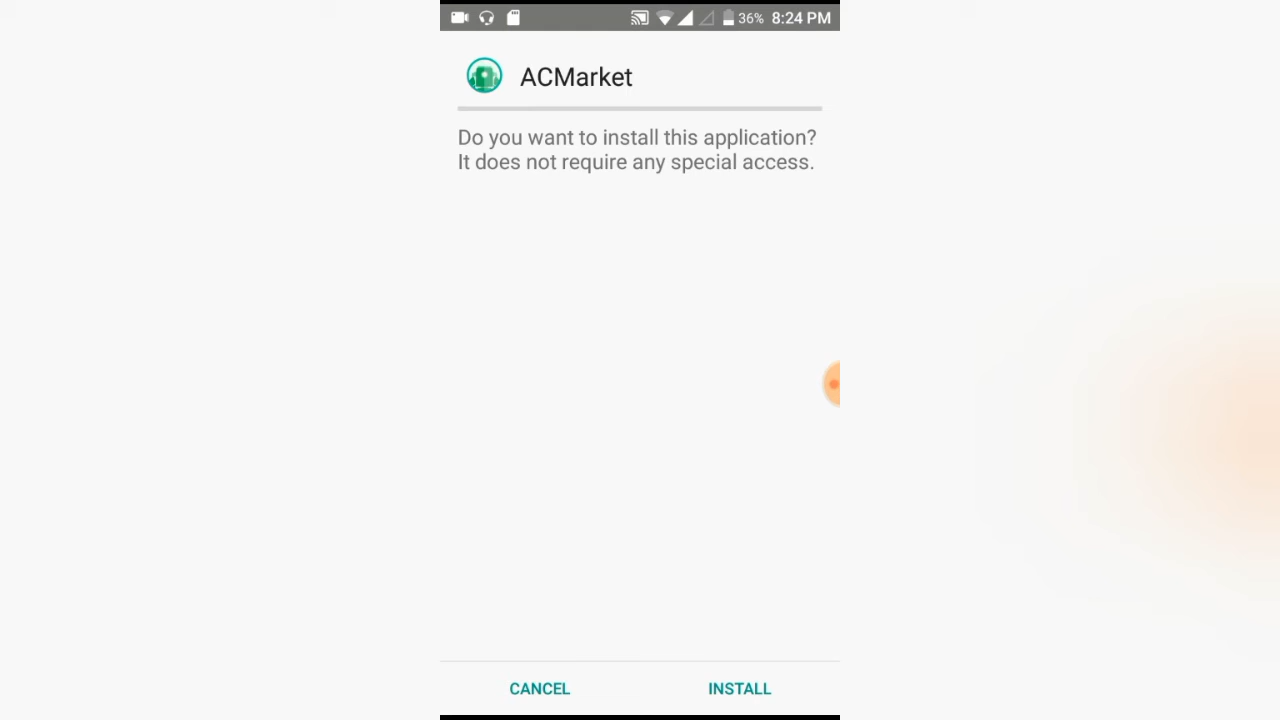 36% 8:24 PM
ACMarket
Do you want to install this application?
It does not require any special access.
CANCEL INSTALL